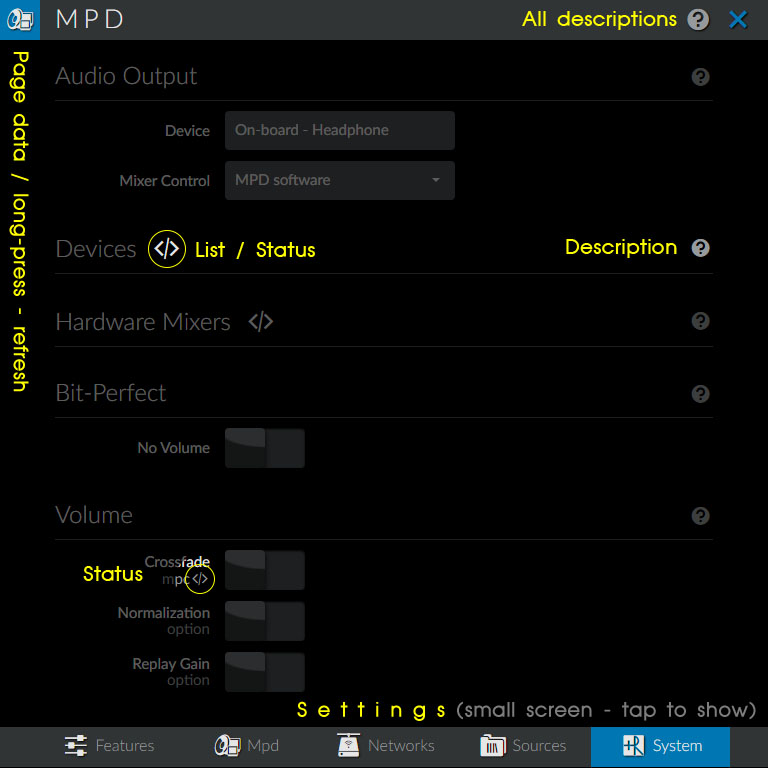 MPD
All descriptions ?
Page data / long-press - refresh
Audio Output ?
Device On-board - Headphone
Mixer Control MPD software
Devices </> List / Status Description ?
Hardware Mixers </> ?
Bit-Perfect ?
No Volume
Volume ?
Crossfade
Status mpc </>
Normalization
option
Replay Gain
option
Settings (small screen - tap to show)
Features Mpd Networks Sources System